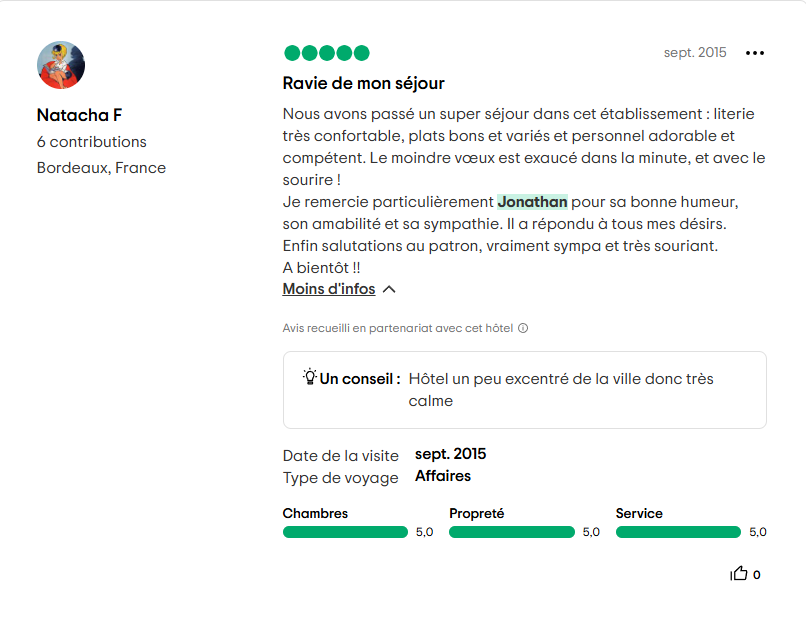 sept. 2015
Natacha F
6 contributions
Bordeaux, France
Ravie de mon séjour
Nous avons passé un super séjour dans cet établissement : literie
très confortable, plats bons et variés et personnel adorable et
compétent. Le moindre vœux est exaucé dans la minute, et avec le
sourire !
Je remercie particulièrement Jonathan pour sa bonne humeur,
son amabilité et sa sympathie. Il a répondu à tous mes désirs.
Enfin salutations au patron, vraiment sympa et très souriant.
A bientôt !!
Moins d'infos
Avis recueilli en partenariat avec cet hôtel
Un conseil : Hôtel un peu excentré de la ville donc très
calme
Date de la visite sept. 2015
Type de voyage Affaires
Chambres Propreté Service
5,0 5,0 5,0
0